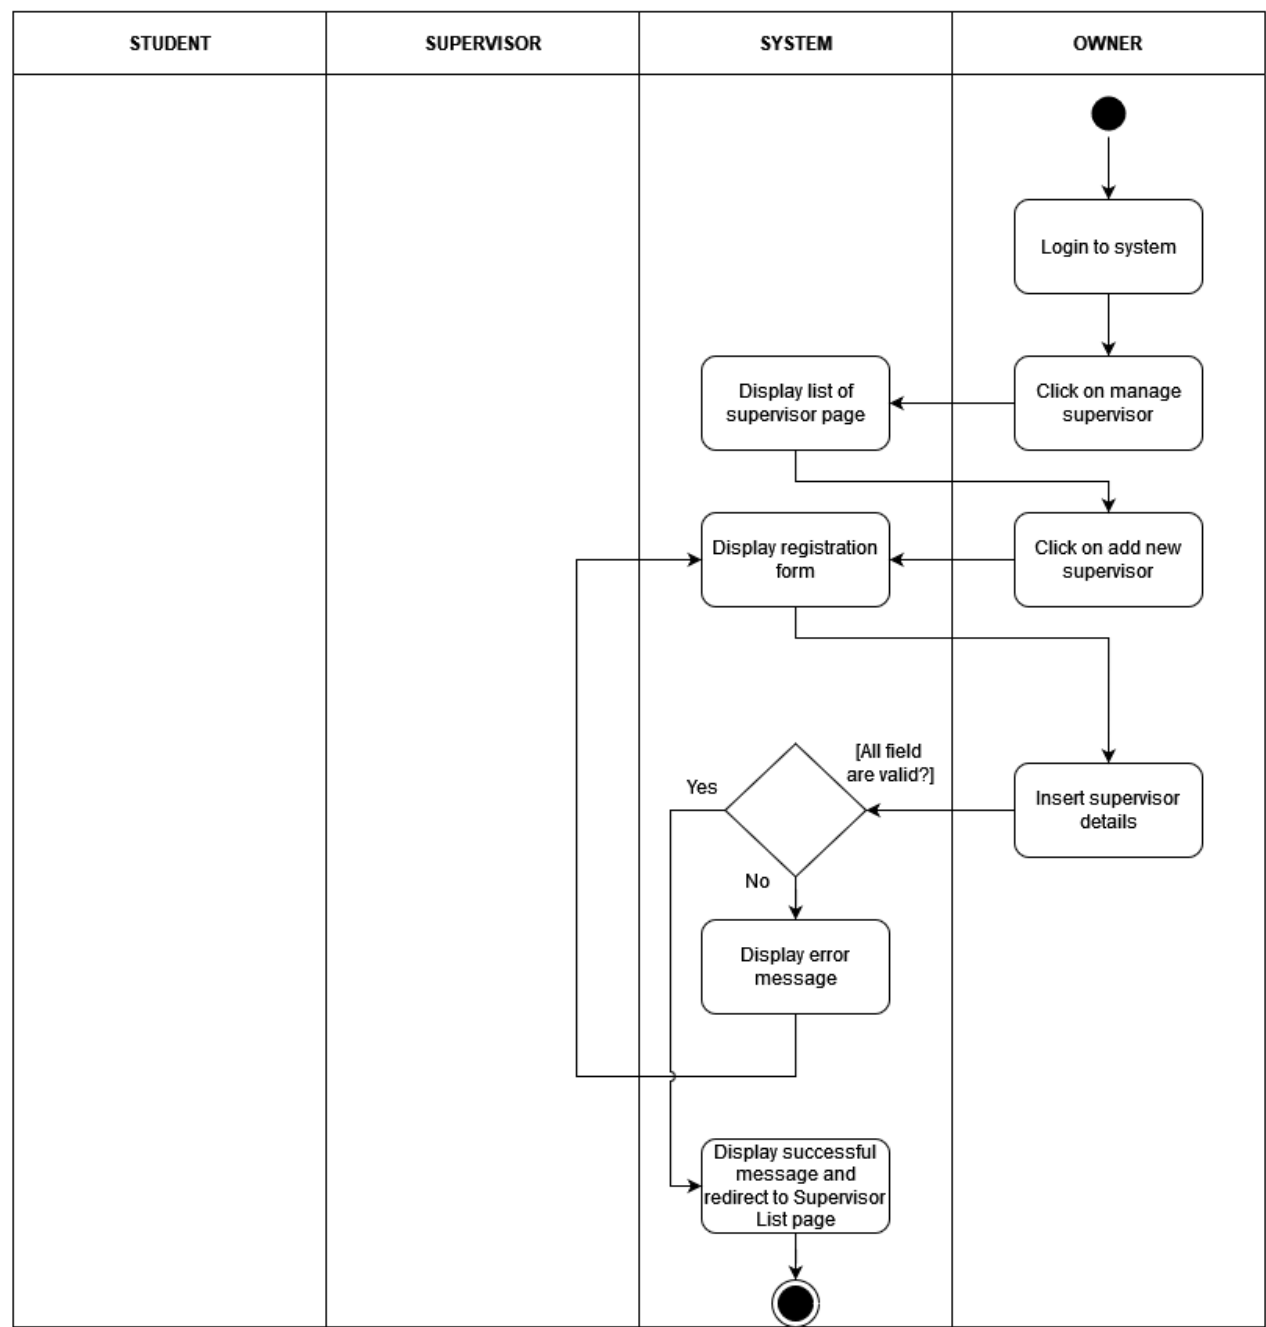 STUDENT
SUPERVISOR
SYSTEM
OWNER
Login to system
Display list of
supervisor page
Click on manage
supervisor
Display registration
form
Click on add new
supervisor
[All field
are valid?]
Yes
Insert supervisor
details
No
Display error
message
Display successful
message and
redirect to Supervisor
List page